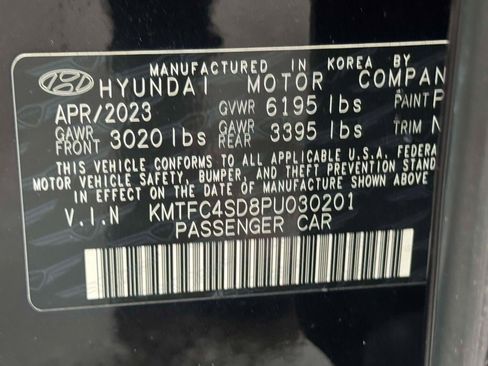 MANUFACTURED IN KOREA BY
HYUNDAI MOTOR COMPAN
APR/2023 GVWR 6195 lbs PAINT P
GAWR FRONT 3020 lbs GAWR REAR 3395 lbs TRIM N
THIS VEHICLE CONFORMS TO ALL APPLICABLE U.S.A. FEDERA
MOTOR VEHICLE SAFETY, BUMPER, AND THEFT PREVENTION STAN
IN EFFECT ON THE DATE OF MANUFACTURE SHOWN A
V.I.N KMTFC4SD8PU030201
PASSENGER CAR